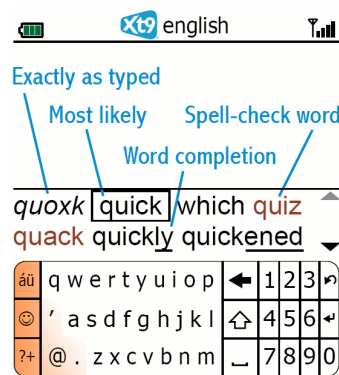 Xt9 english
Exactly as typed
Most likely Spell-check word
Word completion
quoxk quick which quiz
quack quickly quickened
áü q w e r t y u i o p 1 2 3
' a s d f g h j k l 4 5 6
?+ @ . z x c v b n m 7 8 9 0